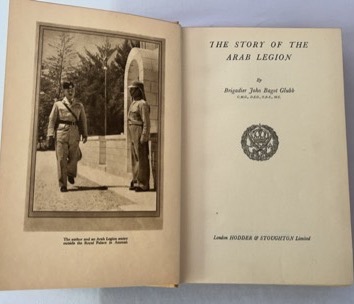 The author and an Arab Legion sentry
outside the Royal Palace at Amman
THE STORY OF THE
ARAB LEGION
By
Brigadier John Bagot Glubb
C.M.G., D.S.O., O.B.E., M.C.
London HODDER & STOUGHTON Limited